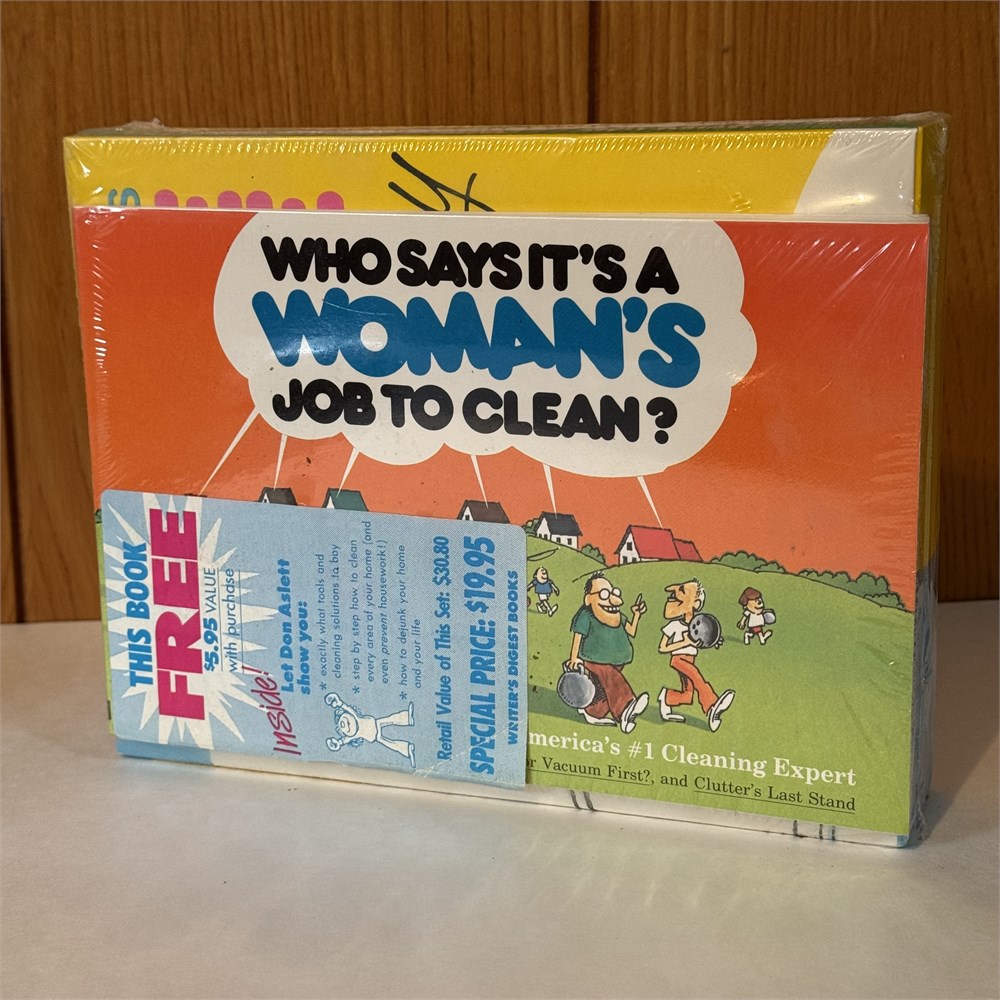 WHO SAYS IT'S A
WOMAN'S
JOB TO CLEAN?
THIS BOOK
FREE
$5.95 VALUE
with purchase
Inside!
Let Don Aslett
show you:
* exactly what tools and
cleaning solutions to buy
* step by step how to clean
every area of your home (and
even prevent housework!)
* how to dejunk your home
and your life
Retail Value of This Set: $30.80
SPECIAL PRICE: $19.95
WRITER'S DIGEST BOOKS
merica's #1 Cleaning Expert
or Vacuum First?, and Clutter's Last Stand